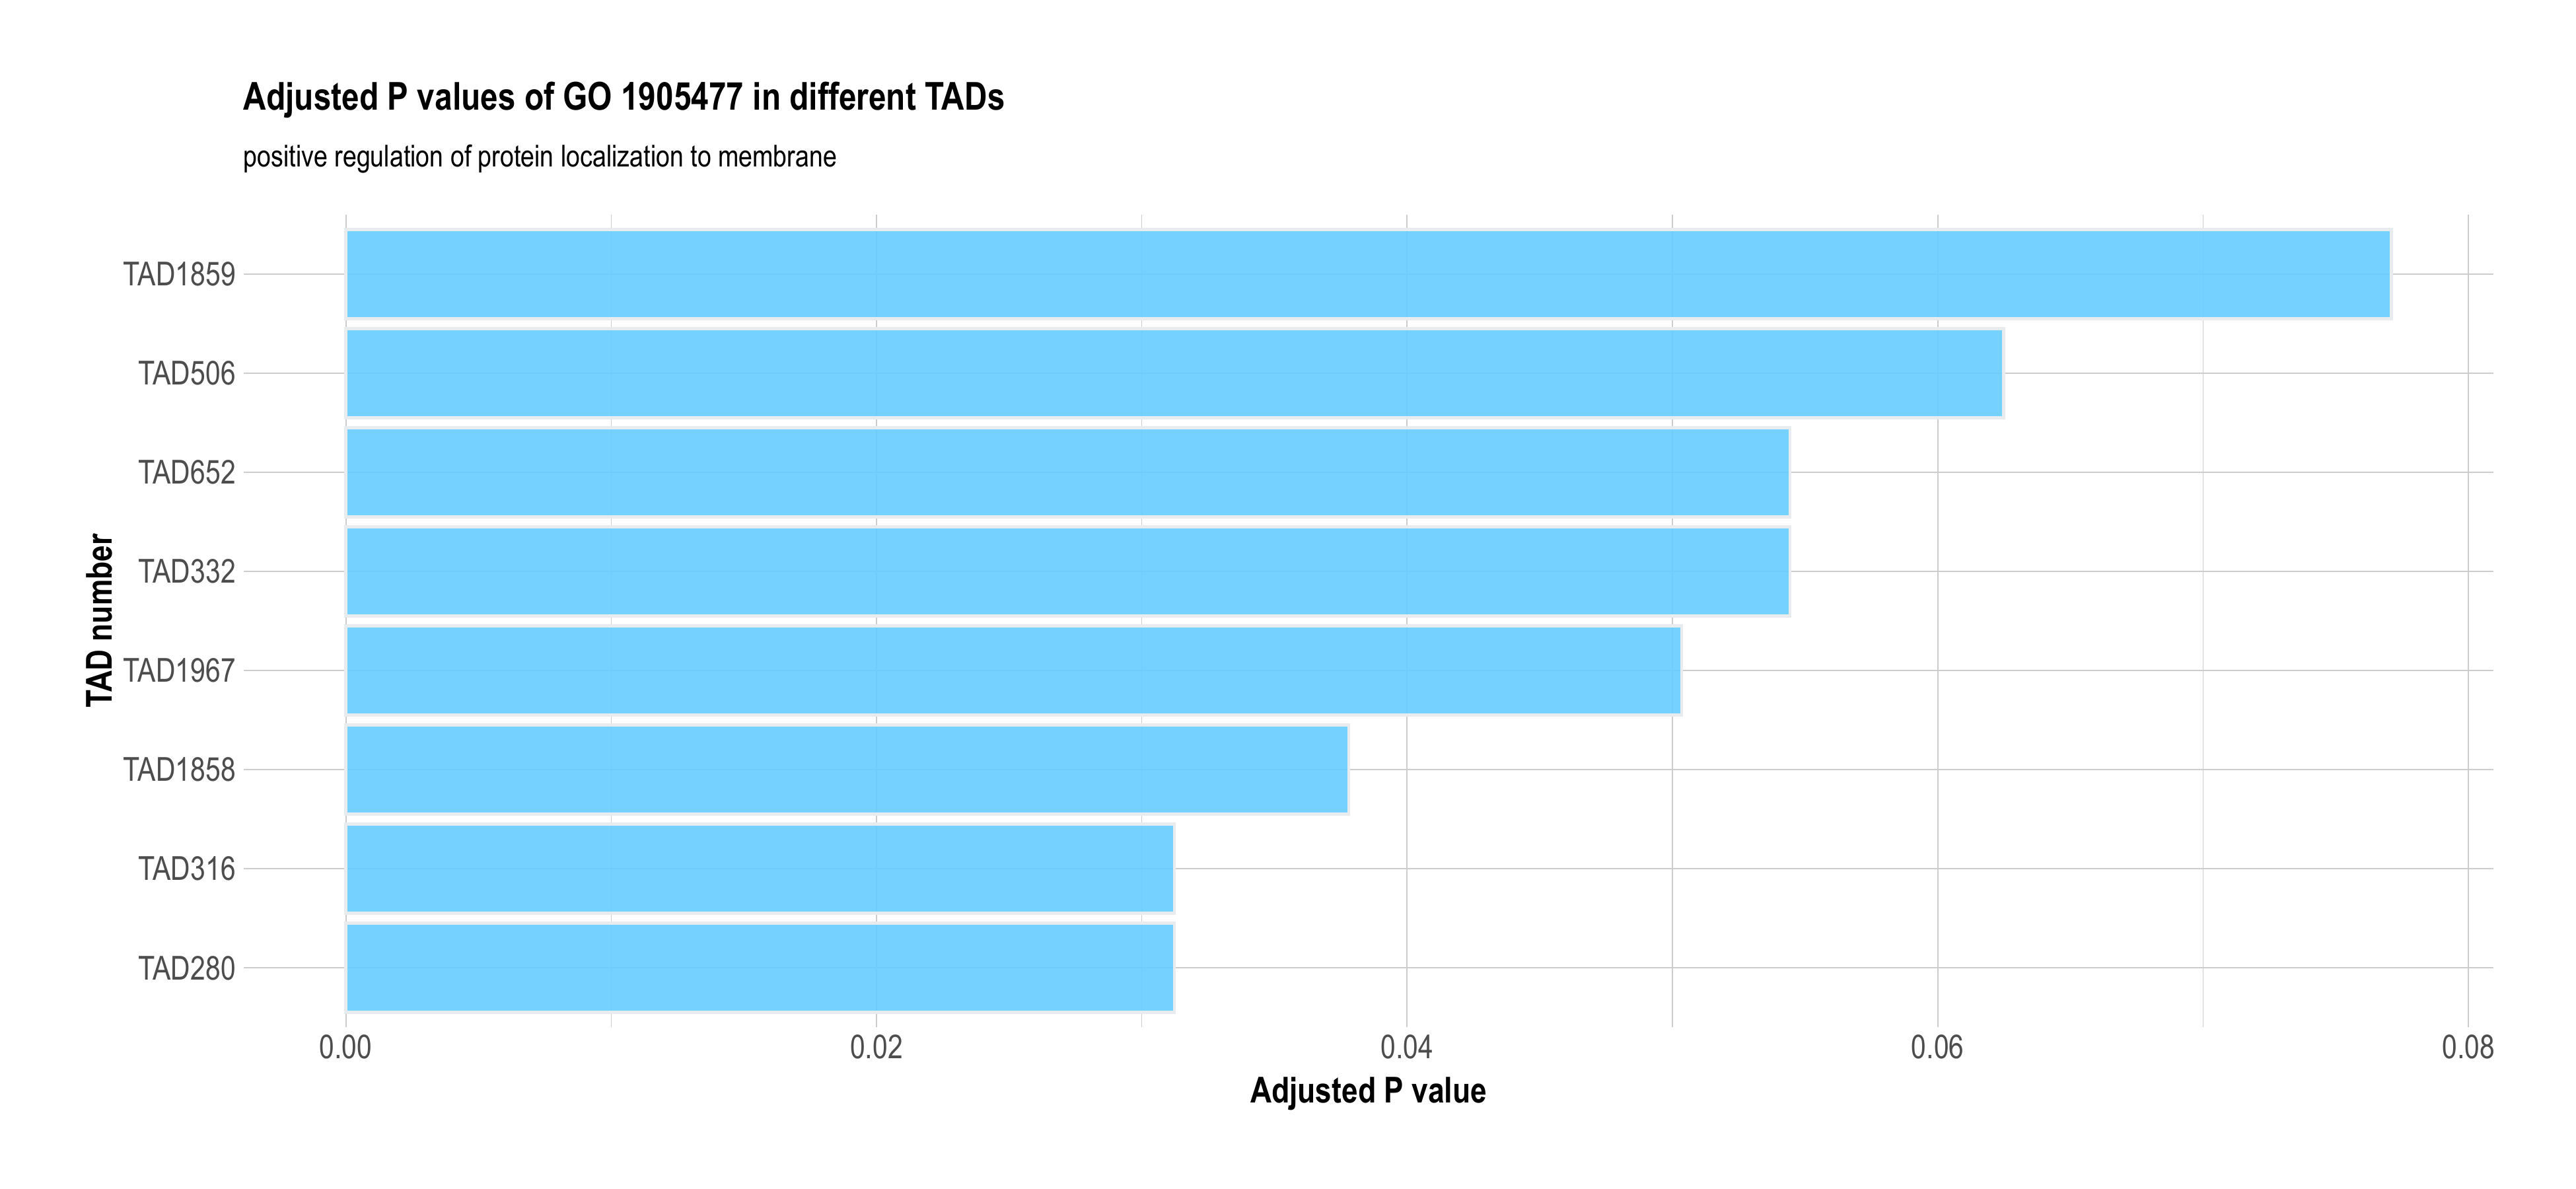 Adjusted P values of GO 1905477 in different TADs
positive regulation of protein localization to membrane
TAD number
TAD1859
TAD506
TAD652
TAD332
TAD1967
TAD1858
TAD316
TAD280
0.00 0.02 0.04 0.06 0.08
Adjusted P value